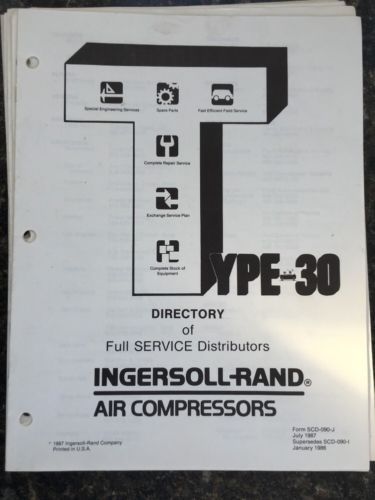 Special Engineering Services
Spare Parts
Fast Efficient Field Service
Complete Repair Service
Exchange Service Plan
Complete Stock of
Equipment
TYPE-30
DIRECTORY
of
Full SERVICE Distributors
INGERSOLL-RAND®
AIR COMPRESSORS
Form SCD-090-J
July 1987
Supersedes SCD-090-I
January 1986
1987 Ingersoll-Rand Company
Printed in U.S.A.